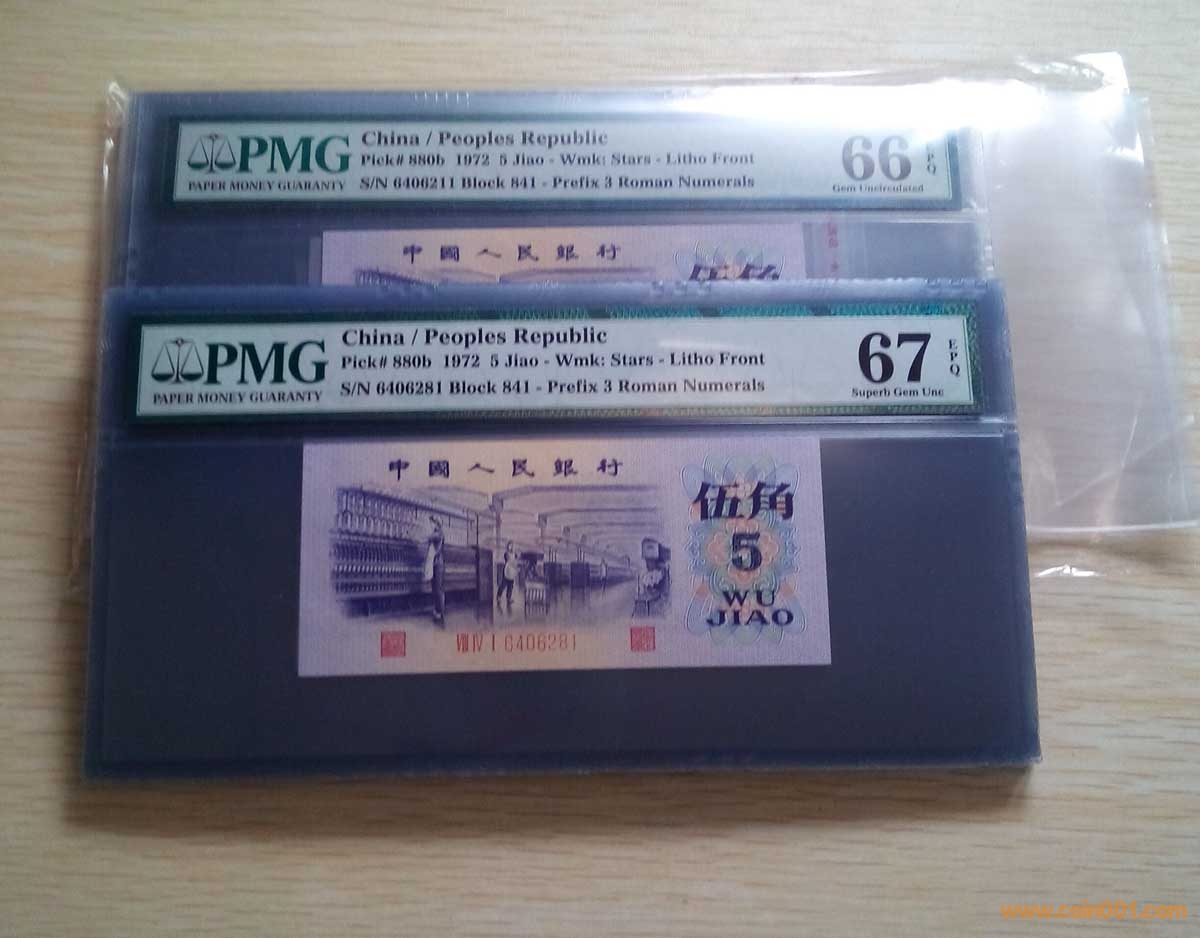 PMG
PAPER MONEY GUARANTY
China / Peoples Republic
Pick# 880b 1972 5 Jiao - Wmk: Stars - Litho Front
S/N 6406211 Block 841 - Prefix 3 Roman Numerals
66
EPQ
Gem Uncirculated
中國人民銀行
伍角
PMG
PAPER MONEY GUARANTY
China / Peoples Republic
Pick# 880b 1972 5 Jiao - Wmk: Stars - Litho Front
S/N 6406281 Block 841 - Prefix 3 Roman Numerals
67
EPQ
Superb Gem Unc
中國人民銀行
伍角
5
WU
JIAO
VIII IV I 6406281
www.coin001.com